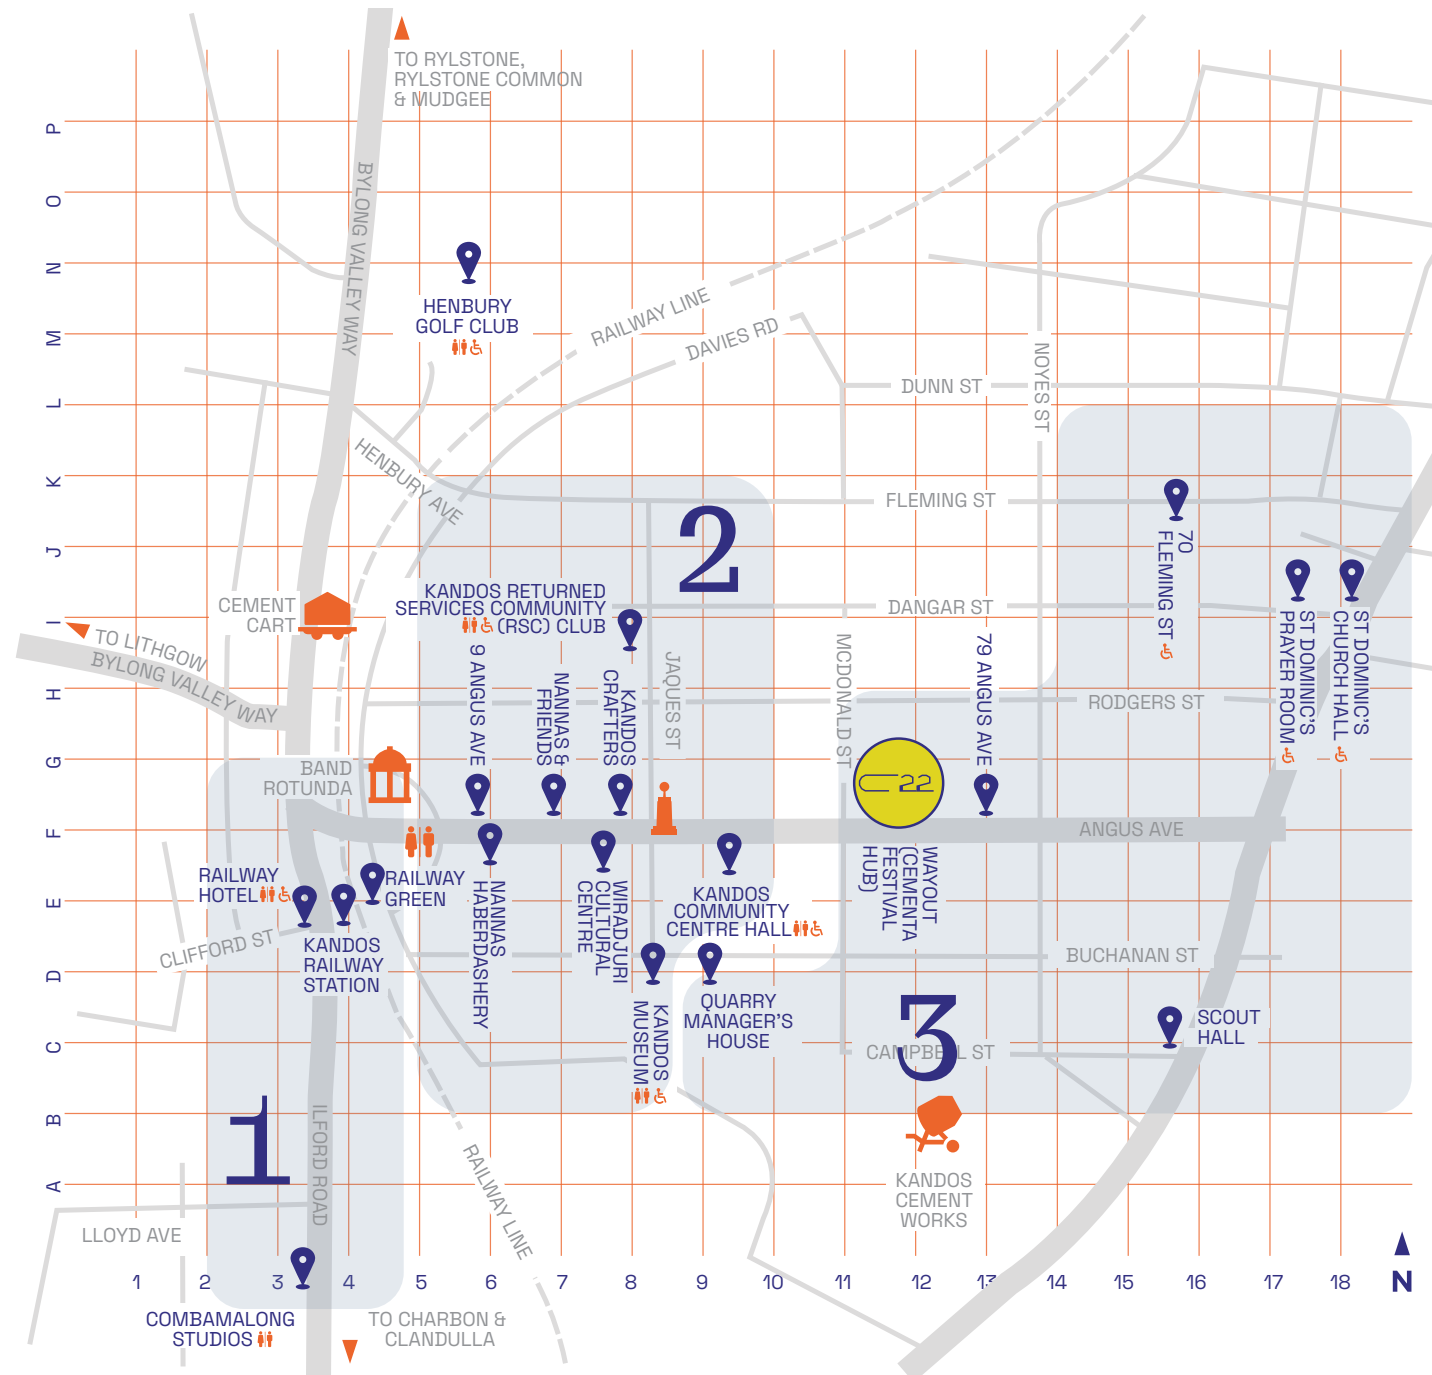 TO RYLSTONE,
RYLSTONE COMMON
& MUDGEE
P
O
N
M
L
K
J
I
H
G
F
E
D
C
B
A
BYLONG VALLEY WAY
HENBURY
GOLF CLUB
RAILWAY LINE
DAVIES RD
DUNN ST
NOYES ST
HENBURY AVE
FLEMING ST
2
70
FLEMING ST
CEMENT
CART
KANDOS RETURNED
SERVICES COMMUNITY
(RSC) CLUB
DANGAR ST
TO LITHGOW
BYLONG VALLEY WAY
9 ANGUS AVE
NANNAS &
FRIENDS
KANDOS
CRAFTERS
JAQUES ST
MCDONALD ST
79 ANGUS AVE
RODGERS ST
ST DOMINIC'S
PRAYER ROOM
ST DOMINIC'S
CHURCH HALL
BAND
ROTUNDA
C22
ANGUS AVE
RAILWAY
HOTEL
RAILWAY
GREEN
CLIFFORD ST
KANDOS
RAILWAY
STATION
NANNAS
HABERDASHERY
WIRADJURI
CULTURAL
CENTRE
KANDOS
COMMUNITY
CENTRE HALL
WAYOUT
(CEMENTA
FESTIVAL
HUB)
BUCHANAN ST
KANDOS
MUSEUM
QUARRY
MANAGER'S
HOUSE
3
CAMPBELL ST
SCOUT
HALL
1
ILFORD ROAD
RAILWAY LINE
KANDOS
CEMENT
WORKS
LLOYD AVE
1 2 3 4 5 6 7 8 9 10 11 12 13 14 15 16 17 18
N
COMBAMALONG
STUDIOS
TO CHARBON &
CLANDULLA